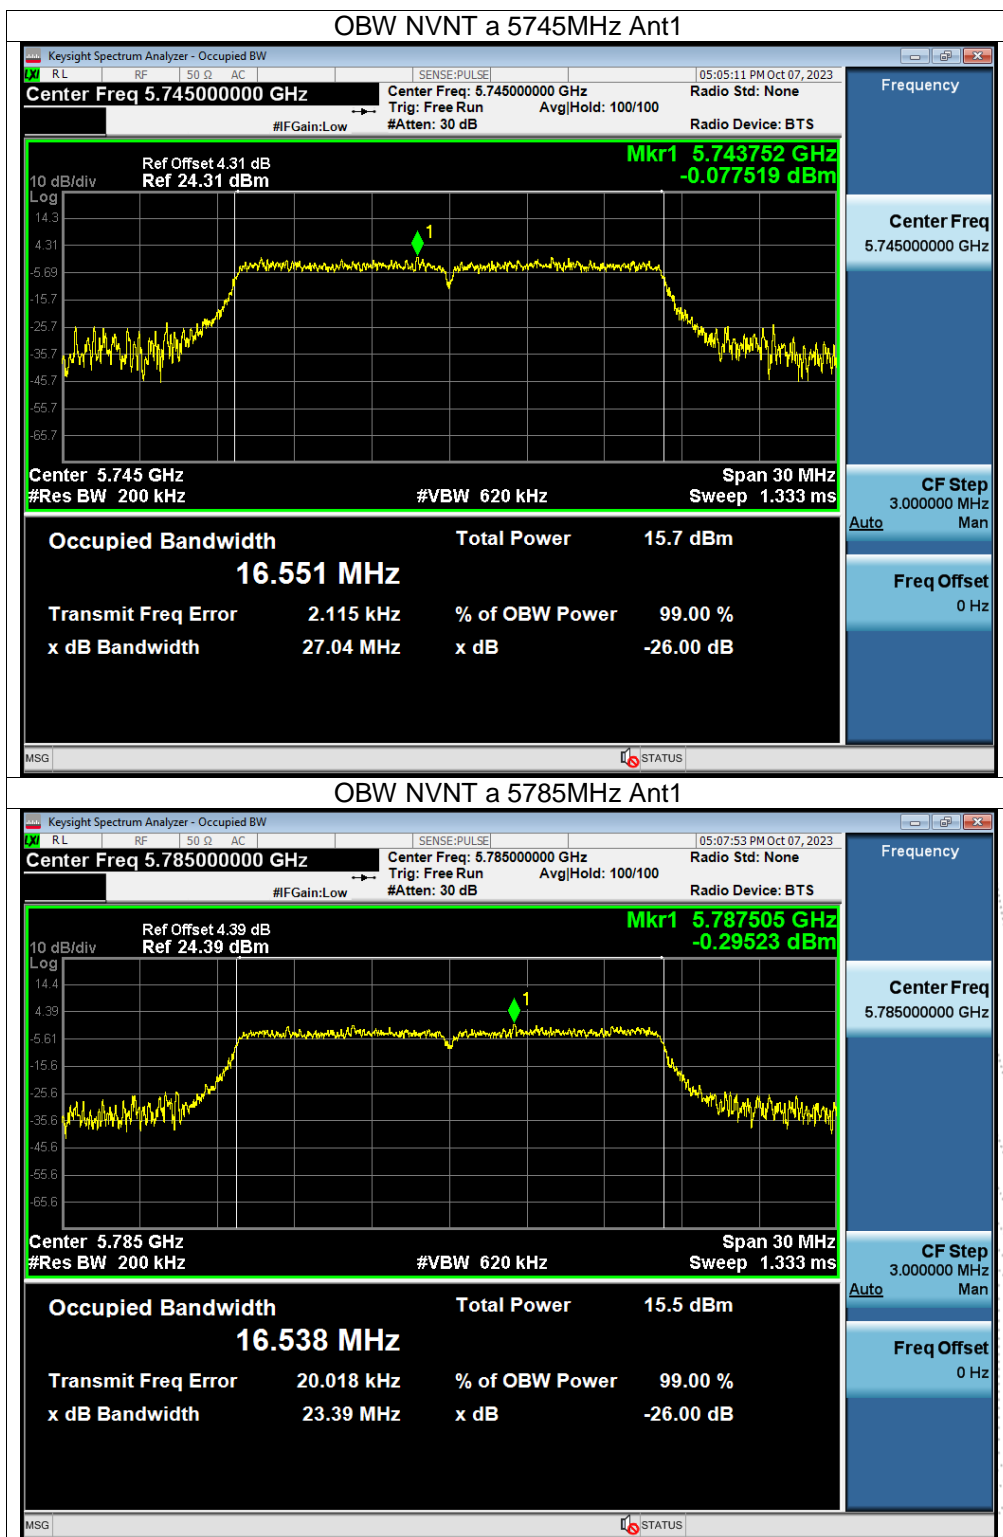 OBW NVNT a 5745MHz Ant1
Keysight Spectrum Analyzer - Occupied BW
LXI RL RF 50 Ω AC SENSE:PULSE 05:05:11 PM Oct 07, 2023
Center Freq 5.745000000 GHz Center Freq: 5.745000000 GHz Radio Std: None
Trig: Free Run Avg|Hold: 100/100
#IFGain:Low #Atten: 30 dB Radio Device: BTS
Frequency
Mkr1 5.743752 GHz
-0.077519 dBm
Ref Offset 4.31 dB
10 dB/div Ref 24.31 dBm
Log
14.3
1
4.31
-5.69
-15.7
-25.7
-35.7
-45.7
-55.7
-65.7
Center 5.745 GHz Span 30 MHz
#Res BW 200 kHz #VBW 620 kHz Sweep 1.333 ms
Center Freq
5.745000000 GHz
CF Step
3.000000 MHz
Auto Man
Freq Offset
0 Hz
Occupied Bandwidth Total Power 15.7 dBm
16.551 MHz
Transmit Freq Error 2.115 kHz % of OBW Power 99.00 %
x dB Bandwidth 27.04 MHz x dB -26.00 dB
MSG STATUS
OBW NVNT a 5785MHz Ant1
Keysight Spectrum Analyzer - Occupied BW
LXI RL RF 50 Ω AC SENSE:PULSE 05:07:53 PM Oct 07, 2023
Center Freq 5.785000000 GHz Center Freq: 5.785000000 GHz Radio Std: None
Trig: Free Run Avg|Hold: 100/100
#IFGain:Low #Atten: 30 dB Radio Device: BTS
Frequency
Mkr1 5.787505 GHz
-0.29523 dBm
Ref Offset 4.39 dB
10 dB/div Ref 24.39 dBm
Log
14.4
1
4.39
-5.61
-15.6
-25.6
-35.6
-45.6
-55.6
-65.6
Center 5.785 GHz Span 30 MHz
#Res BW 200 kHz #VBW 620 kHz Sweep 1.333 ms
Center Freq
5.785000000 GHz
CF Step
3.000000 MHz
Auto Man
Freq Offset
0 Hz
Occupied Bandwidth Total Power 15.5 dBm
16.538 MHz
Transmit Freq Error 20.018 kHz % of OBW Power 99.00 %
x dB Bandwidth 23.39 MHz x dB -26.00 dB
MSG STATUS